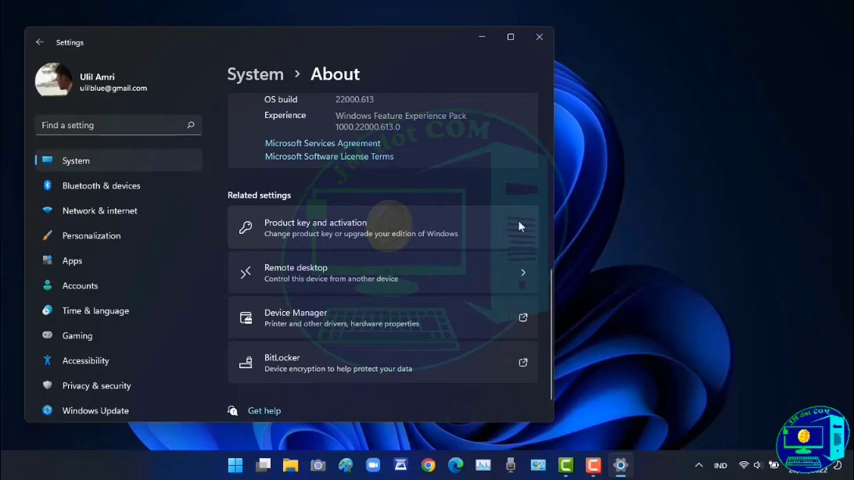 Settings
Ulil Amri
ulilblue@gmail.com
Find a setting
System
Bluetooth & devices
Network & internet
Personalization
Apps
Accounts
Time & language
Gaming
Accessibility
Privacy & security
Windows Update
System > About
OS build 22000.613
Experience Windows Feature Experience Pack
1000.22000.613.0
Microsoft Services Agreement
Microsoft Software License Terms
Related settings
Product key and activation
Change product key or upgrade your edition of Windows
Remote desktop
Control this device from another device
Device Manager
Printer and other drivers, hardware properties
BitLocker
Device encryption to help protect your data
Get help
IND